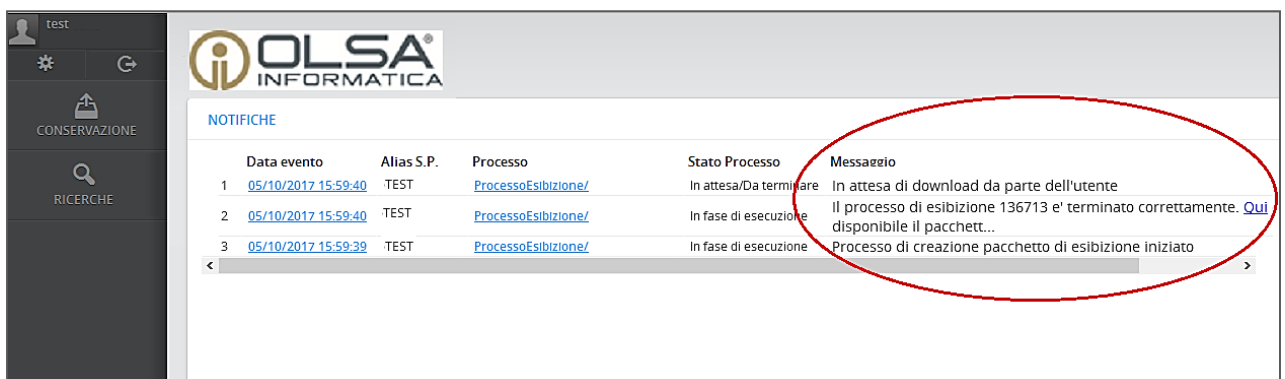 test
OLSA®
INFORMATICA
CONSERVAZIONE
RICERCHE
NOTIFICHE
Data evento Alias S.P. Processo Stato Processo Messaggio
1 05/10/2017 15:59:40 TEST ProcessoEsibizione/ In attesa/Da terminare In attesa di download da parte dell'utente
2 05/10/2017 15:59:40 TEST ProcessoEsibizione/ In fase di esecuzione Il processo di esibizione 136713 e' terminato correttamente. Qui
disponibile il pacchett...
3 05/10/2017 15:59:39 TEST ProcessoEsibizione/ In fase di esecuzione Processo di creazione pacchetto di esibizione iniziato